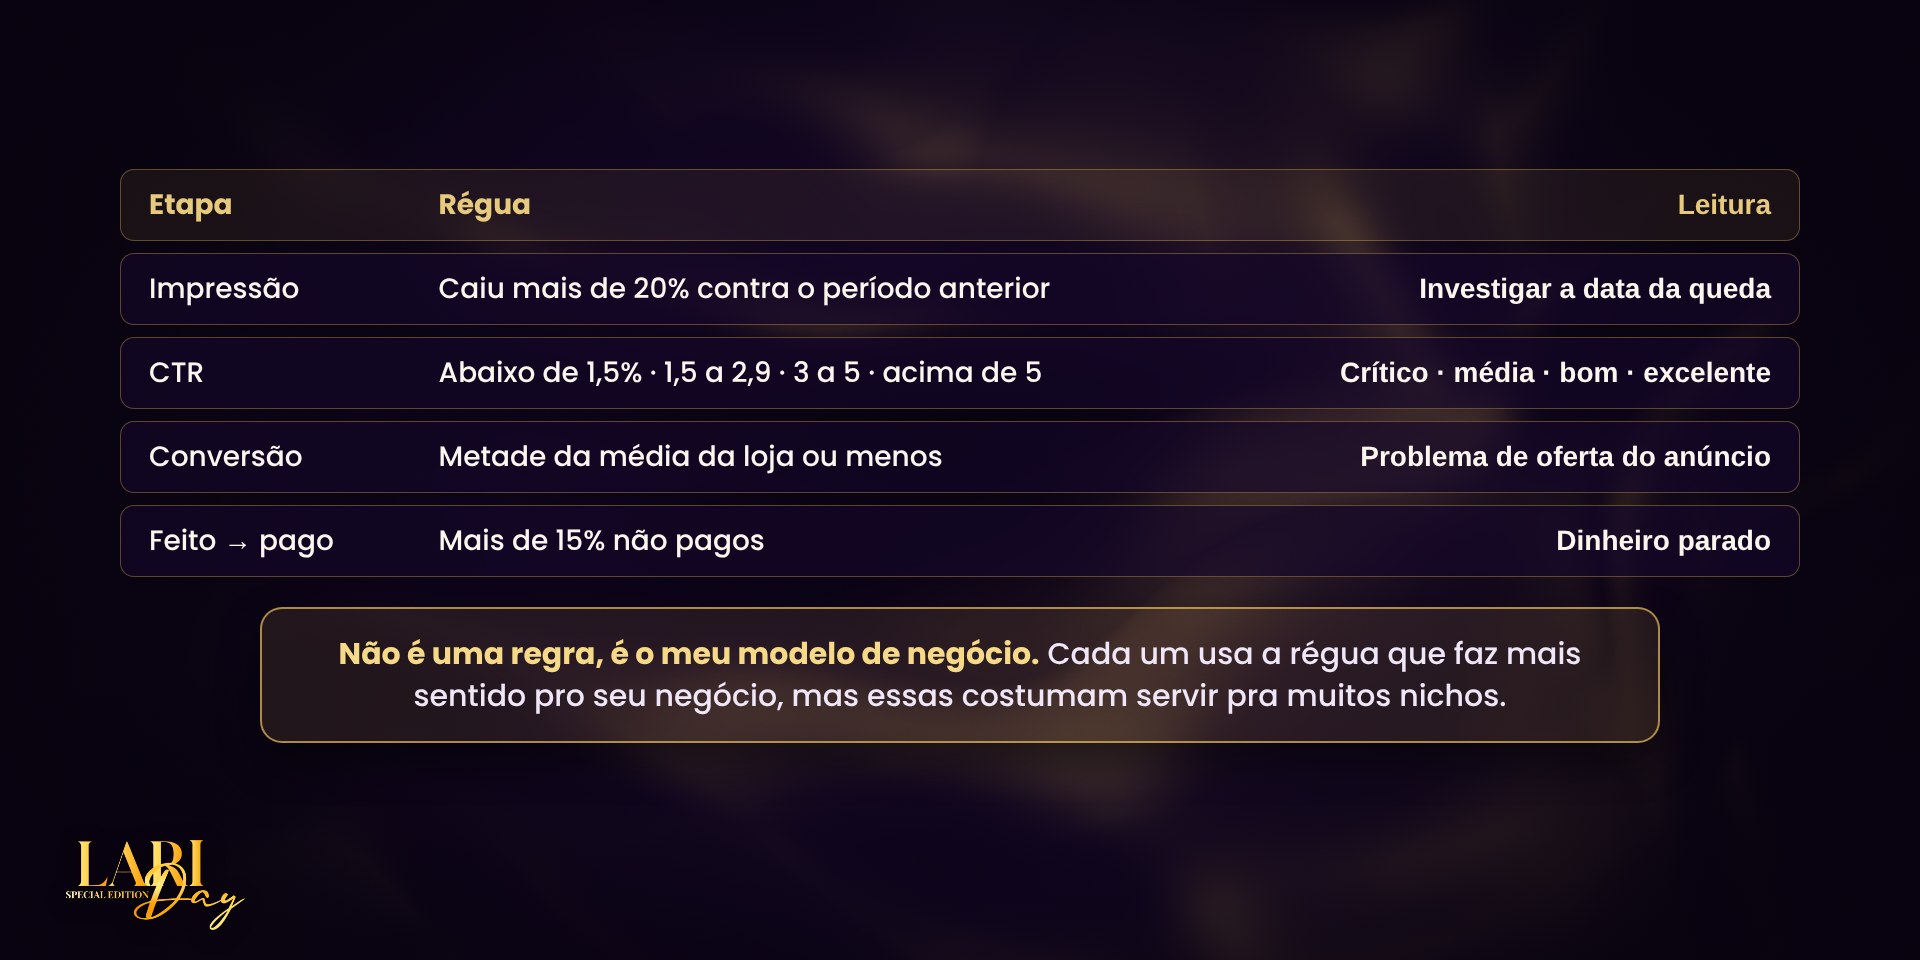 Etapa Régua Leitura
Impressão Caiu mais de 20% contra o período anterior Investigar a data da queda
CTR Abaixo de 1,5% · 1,5 a 2,9 · 3 a 5 · acima de 5 Crítico · média · bom · excelente
Conversão Metade da média da loja ou menos Problema de oferta do anúncio
Feito → pago Mais de 15% não pagos Dinheiro parado
Não é uma regra, é o meu modelo de negócio. Cada um usa a régua que faz mais
sentido pro seu negócio, mas essas costumam servir pra muitos nichos.
LABI
SPECIAL EDITION Day